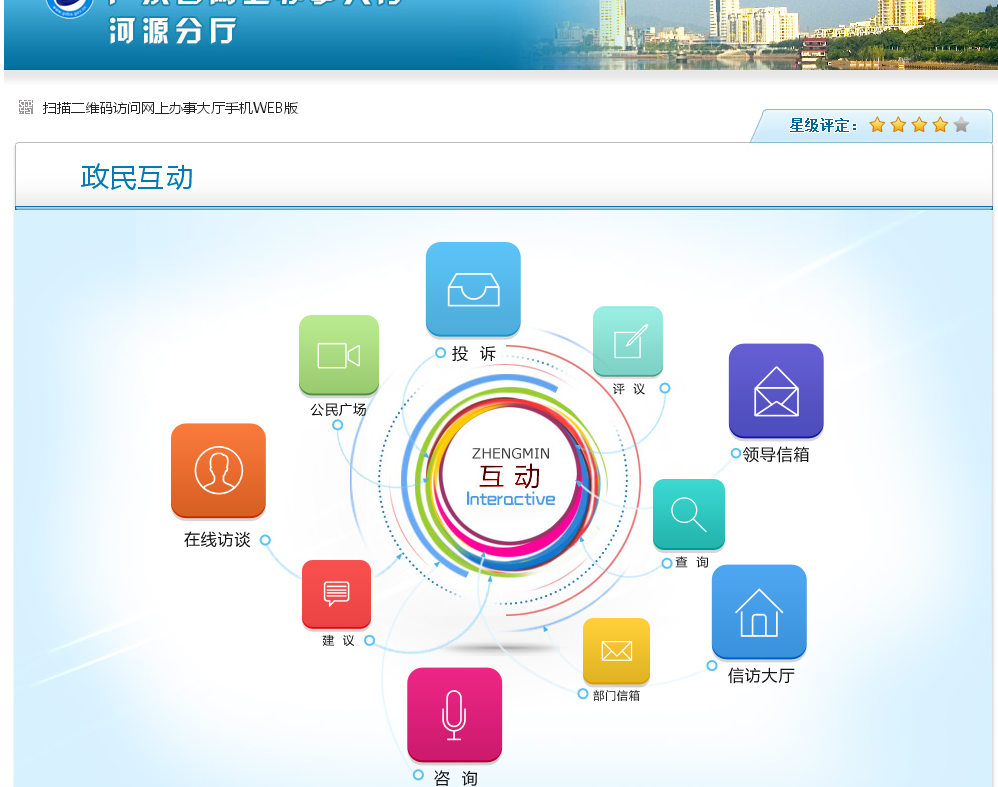 河源分厅
扫描二维码访问网上办事大厅手机WEB版
星级评定：
政民互动
投 诉
评 议
公民广场
领导信箱
ZHENGMIN
互 动
Interactive
在线访谈
查 询
建 议
信访大厅
部门信箱
咨 询